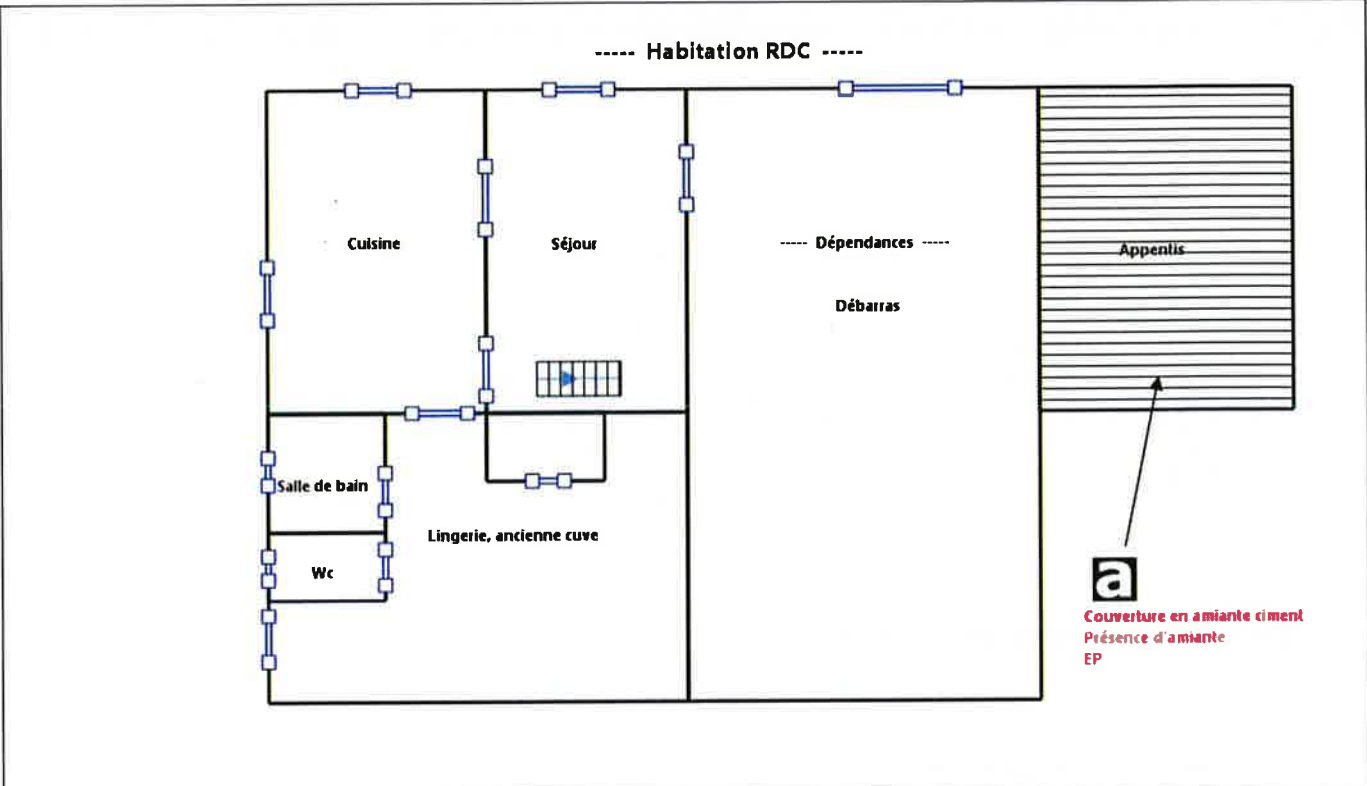 ----- Habitation RDC -----
Cuisine
Séjour
----- Dépendances -----
Débarras
Appentis
Salle de bain
Lingerie, ancienne cuve
Wc
a
Couverture en amiante ciment
Présence d'amiante
EP